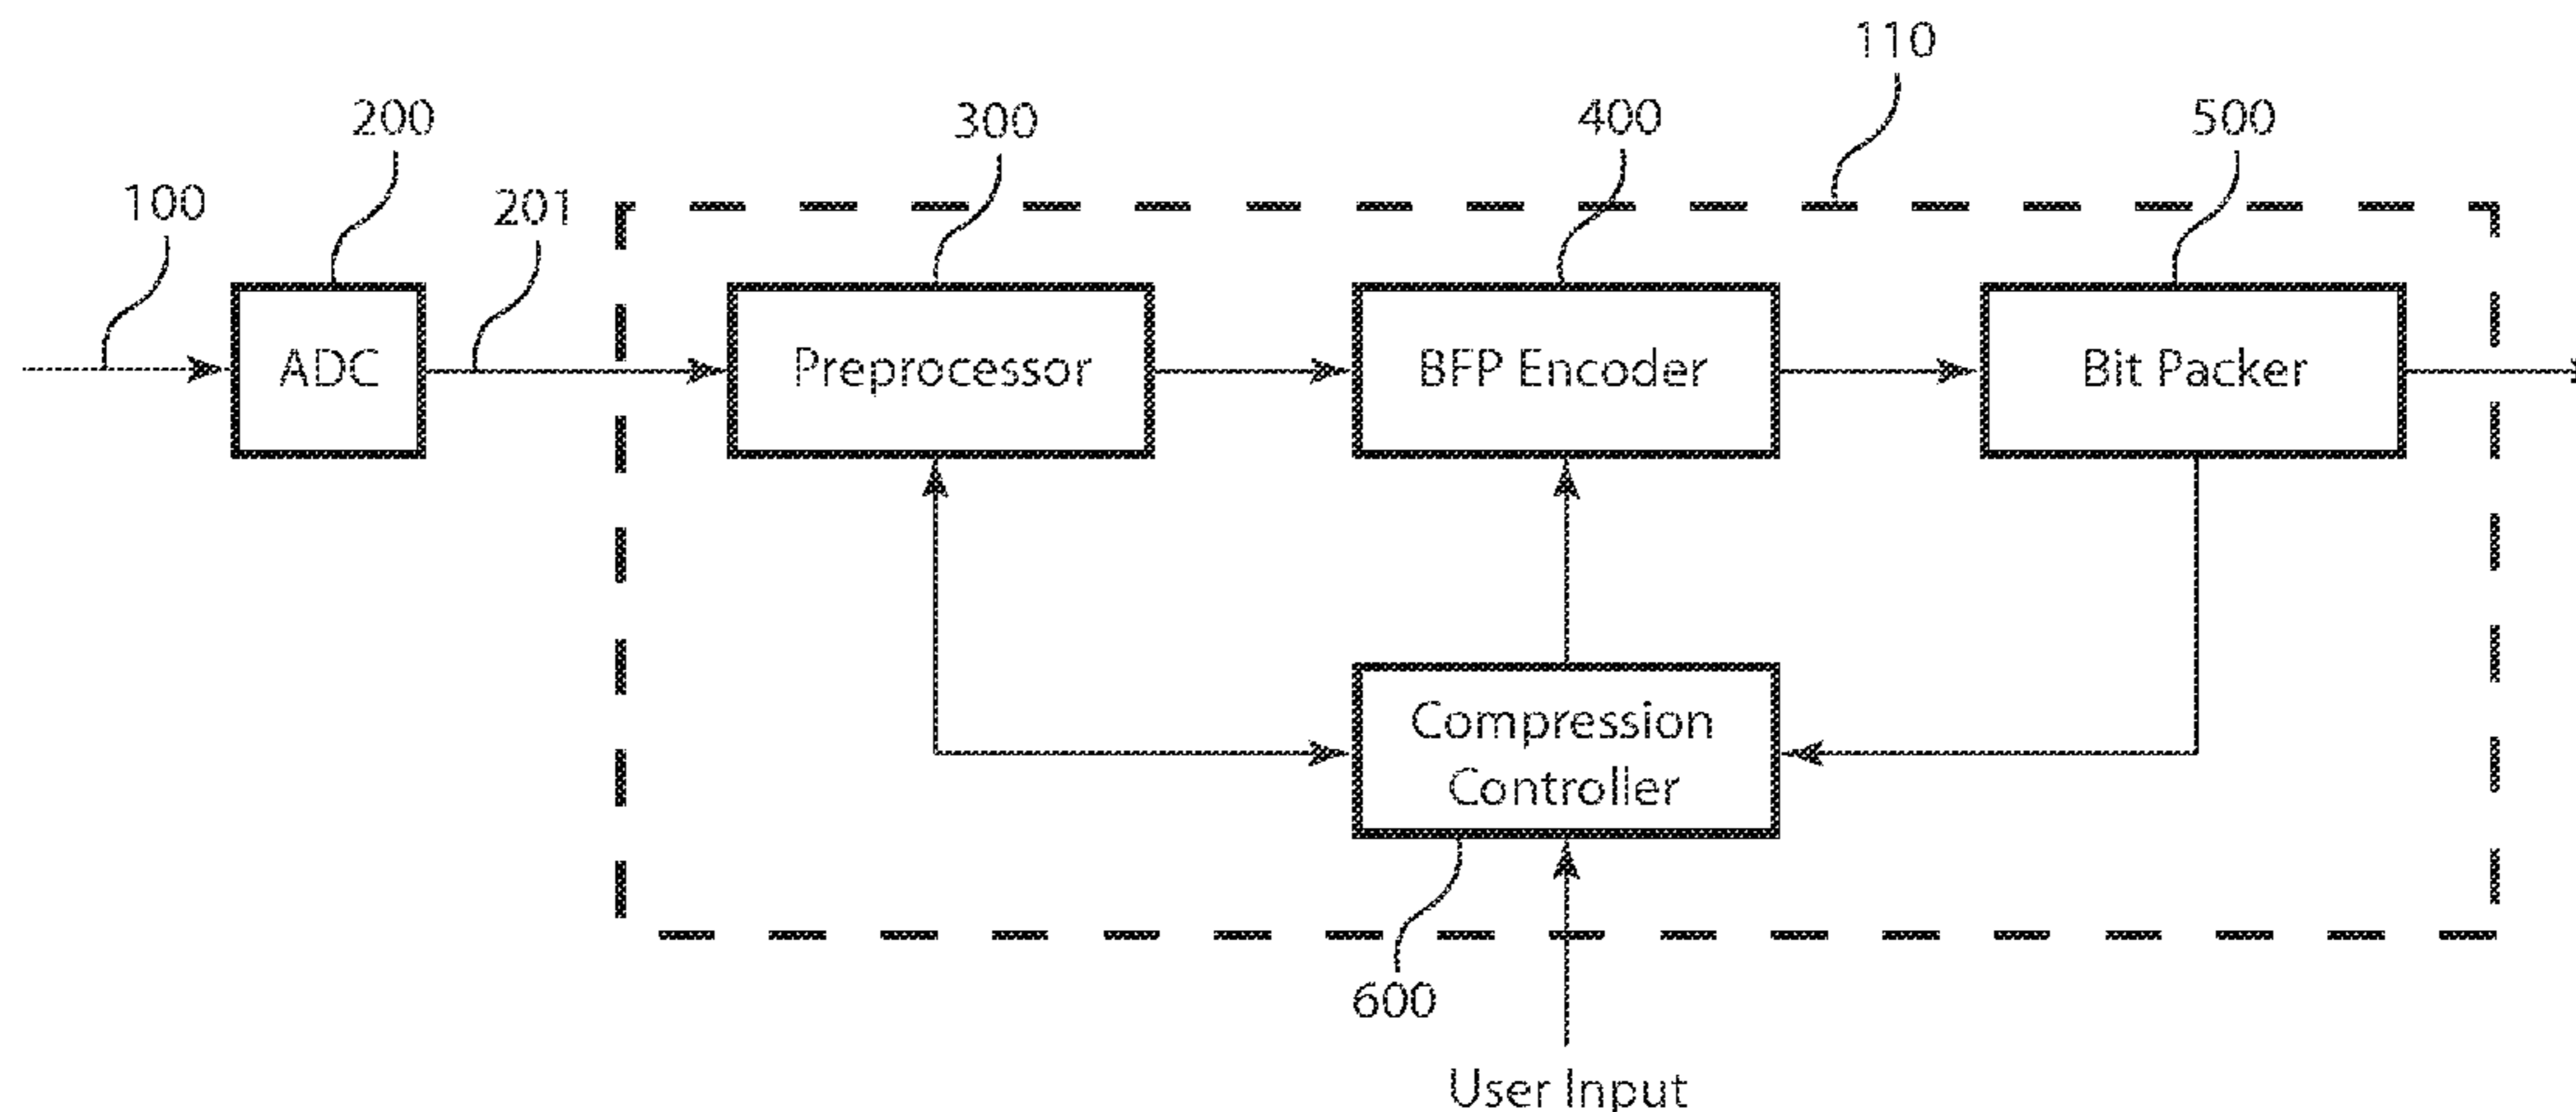 110
200
300
400
500
100
201
ADC
Preprocessor
BFP Encoder
Bit Packer
Compression
Controller
600
User Input